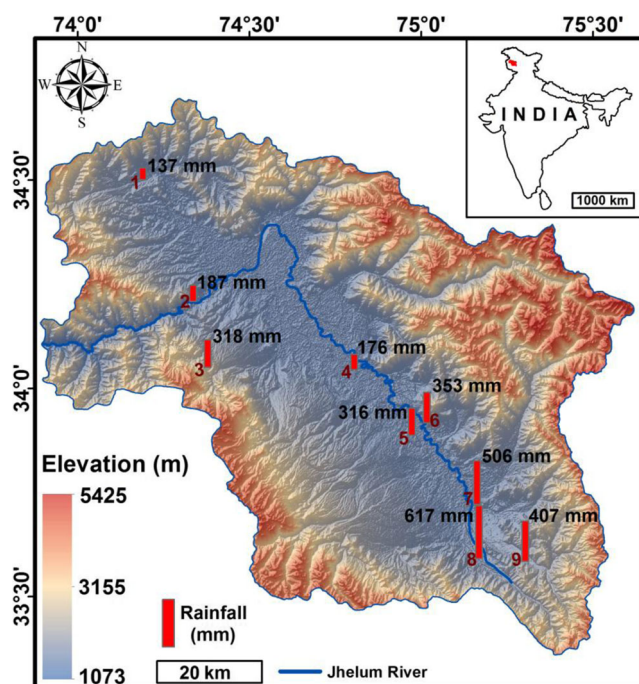 74˚0' 74˚30' 75˚0' 75˚30'
N
W E
S
INDIA
1000 km
34˚30'
34˚0'
33˚30'
137 mm
1
187 mm
2
318 mm
3
176 mm
4
353 mm
316 mm 6
5
506 mm
7
617 mm 407 mm
8 9
Elevation (m)
5425
3155
1073
Rainfall
(mm)
20 km Jhelum River